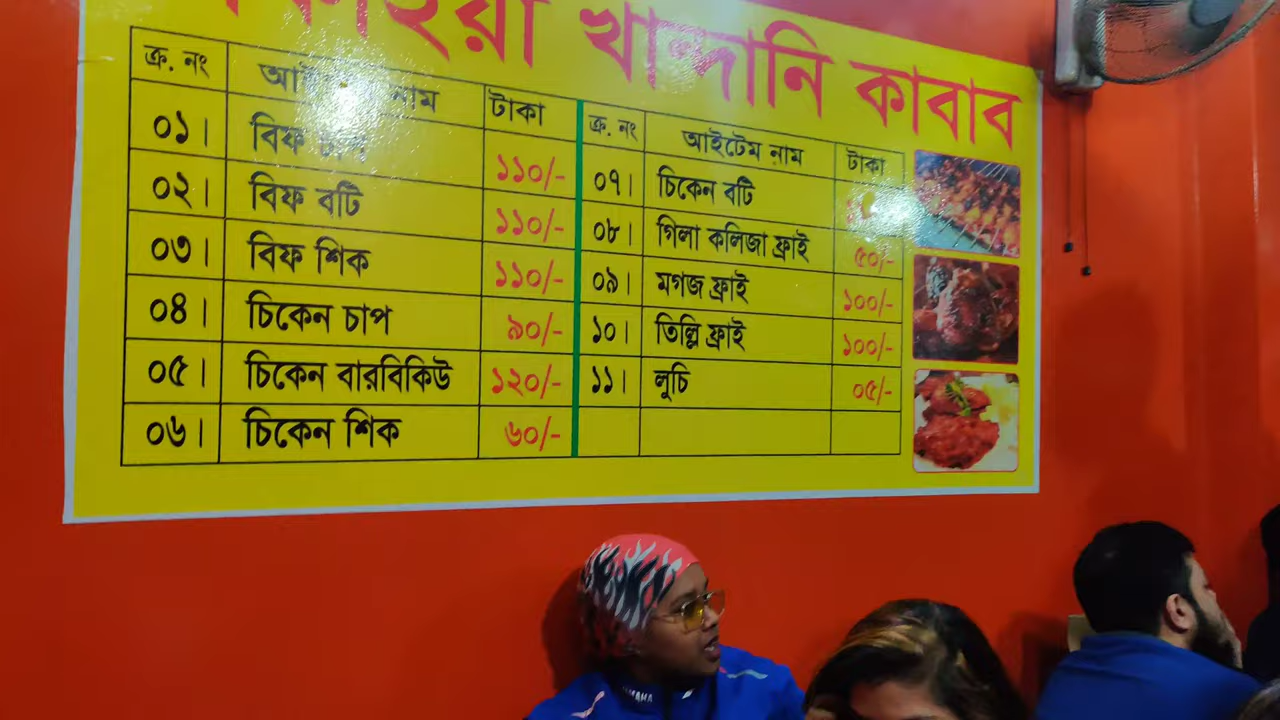 খান্দানি কাবাব
ক্র. নং নাম টাকা
০১। বিফ ১১০/-
০২। বিফ বটি ১১০/-
০৩। বিফ শিক ১১০/-
০৪। চিকেন চাপ ৯০/-
০৫। চিকেন বারবিকিউ ১২০/-
০৬। চিকেন শিক ৬০/-
ক্র. নং আইটেম নাম টাকা
০৭। চিকেন বটি
০৮। গিলা কলিজা ফ্রাই ৫০/-
০৯। মগজ ফ্রাই ১০০/-
১০। তিল্লি ফ্রাই ১০০/-
১১। লুচি ০৫/-